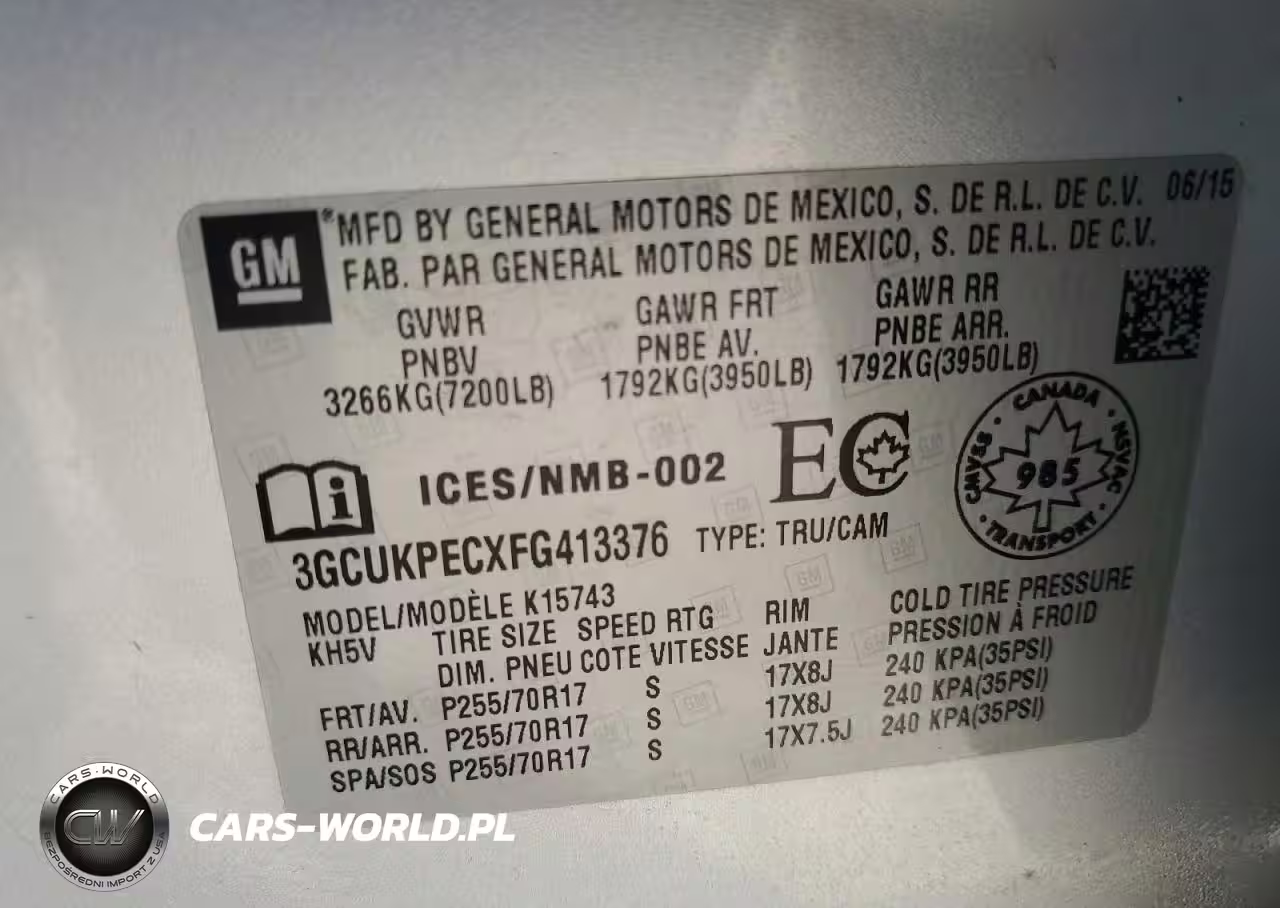 GM
®MFD BY GENERAL MOTORS DE MEXICO, S. DE R.L. DE C.V. 06/15
FAB. PAR GENERAL MOTORS DE MEXICO, S. DE R.L. DE C.V.
GVWR GAWR FRT GAWR RR
PNBV PNBE AV. PNBE ARR.
3266KG(7200LB) 1792KG(3950LB) 1792KG(3950LB)
ICES/NMB-002 EC
CANADA
985
CMVSS
NSVAC
TRANSPORT
3GCUKPECXFG413376 TYPE: TRU/CAM
MODEL/MODÈLE K15743
KH5V TIRE SIZE SPEED RTG RIM COLD TIRE PRESSURE
DIM. PNEU COTE VITESSE JANTE PRESSION À FROID
FRT/AV. P255/70R17 S 17X8J 240 KPA(35PSI)
RR/ARR. P255/70R17 S 17X8J 240 KPA(35PSI)
SPA/SOS P255/70R17 S 17X7.5J 240 KPA(35PSI)
CARS-WORLD
CW
BEZPOŚREDNI IMPORT Z USA
CARS-WORLD.PL